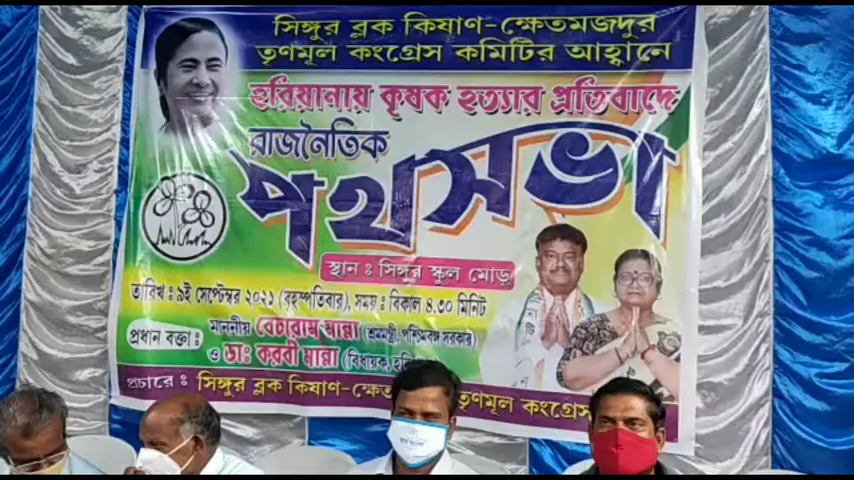 সিঙ্গুর ব্লক কিষাণ-ক্ষেতমজদুর
তৃণমূল কংগ্রেস কমিটির আহ্বানে
হরিয়ানায় কৃষক হত্যার প্রতিবাদে
রাজনৈতিক
পথসভা
স্থান : সিঙ্গুর স্কুল মোড়
তারিখ : ৯ই সেপ্টেম্বর ২০২১ (বৃহস্পতিবার), সময় : বিকাল ৪.৩০ মিনিট
প্রধান বক্তা : মাননীয় বেচারাম মান্না (শ্রমমন্ত্রী, পশ্চিমবঙ্গ সরকার)
ও ডাঃ করবী মান্না (বিধায়ক,
প্রচারে : সিঙ্গুর ব্লক কিষাণ-ক্ষেত তৃণমূল কংগ্রেস